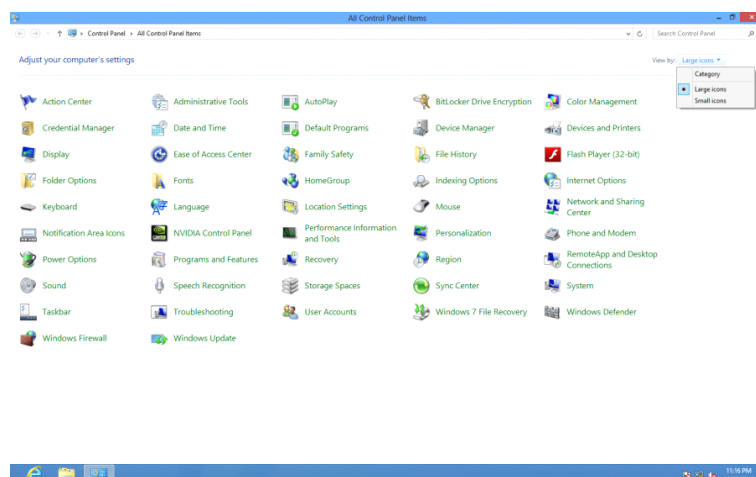 All Control Panel Items
Control Panel ▸ All Control Panel Items
Search Control Panel
Adjust your computer's settings
View by: Large icons
Category
Large icons
Small icons
Action Center
Administrative Tools
AutoPlay
BitLocker Drive Encryption
Color Management
Credential Manager
Date and Time
Default Programs
Device Manager
Devices and Printers
Display
Ease of Access Center
Family Safety
File History
Flash Player (32-bit)
Folder Options
Fonts
HomeGroup
Indexing Options
Internet Options
Keyboard
Language
Location Settings
Mouse
Network and Sharing
Center
Notification Area Icons
NVIDIA Control Panel
Performance Information
and Tools
Personalization
Phone and Modem
Power Options
Programs and Features
Recovery
Region
RemoteApp and Desktop
Connections
Sound
Speech Recognition
Storage Spaces
Sync Center
System
Taskbar
Troubleshooting
User Accounts
Windows 7 File Recovery
Windows Defender
Windows Firewall
Windows Update
11:16 PM